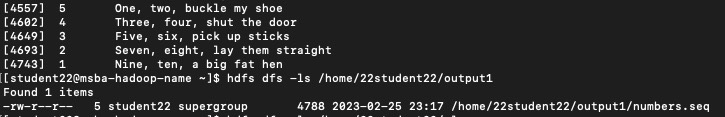 [4557]  5       One, two, buckle my shoe
[4602]  4       Three, four, shut the door
[4649]  3       Five, six, pick up sticks
[4693]  2       Seven, eight, lay them straight
[4743]  1       Nine, ten, a big fat hen
[[student22@msba-hadoop-name ~]$ hdfs dfs -ls /home/22student22/output1
Found 1 items
-rw-r--r--   5 student22 supergroup       4788 2023-02-25 23:17 /home/22student22/output1/numbers.seq